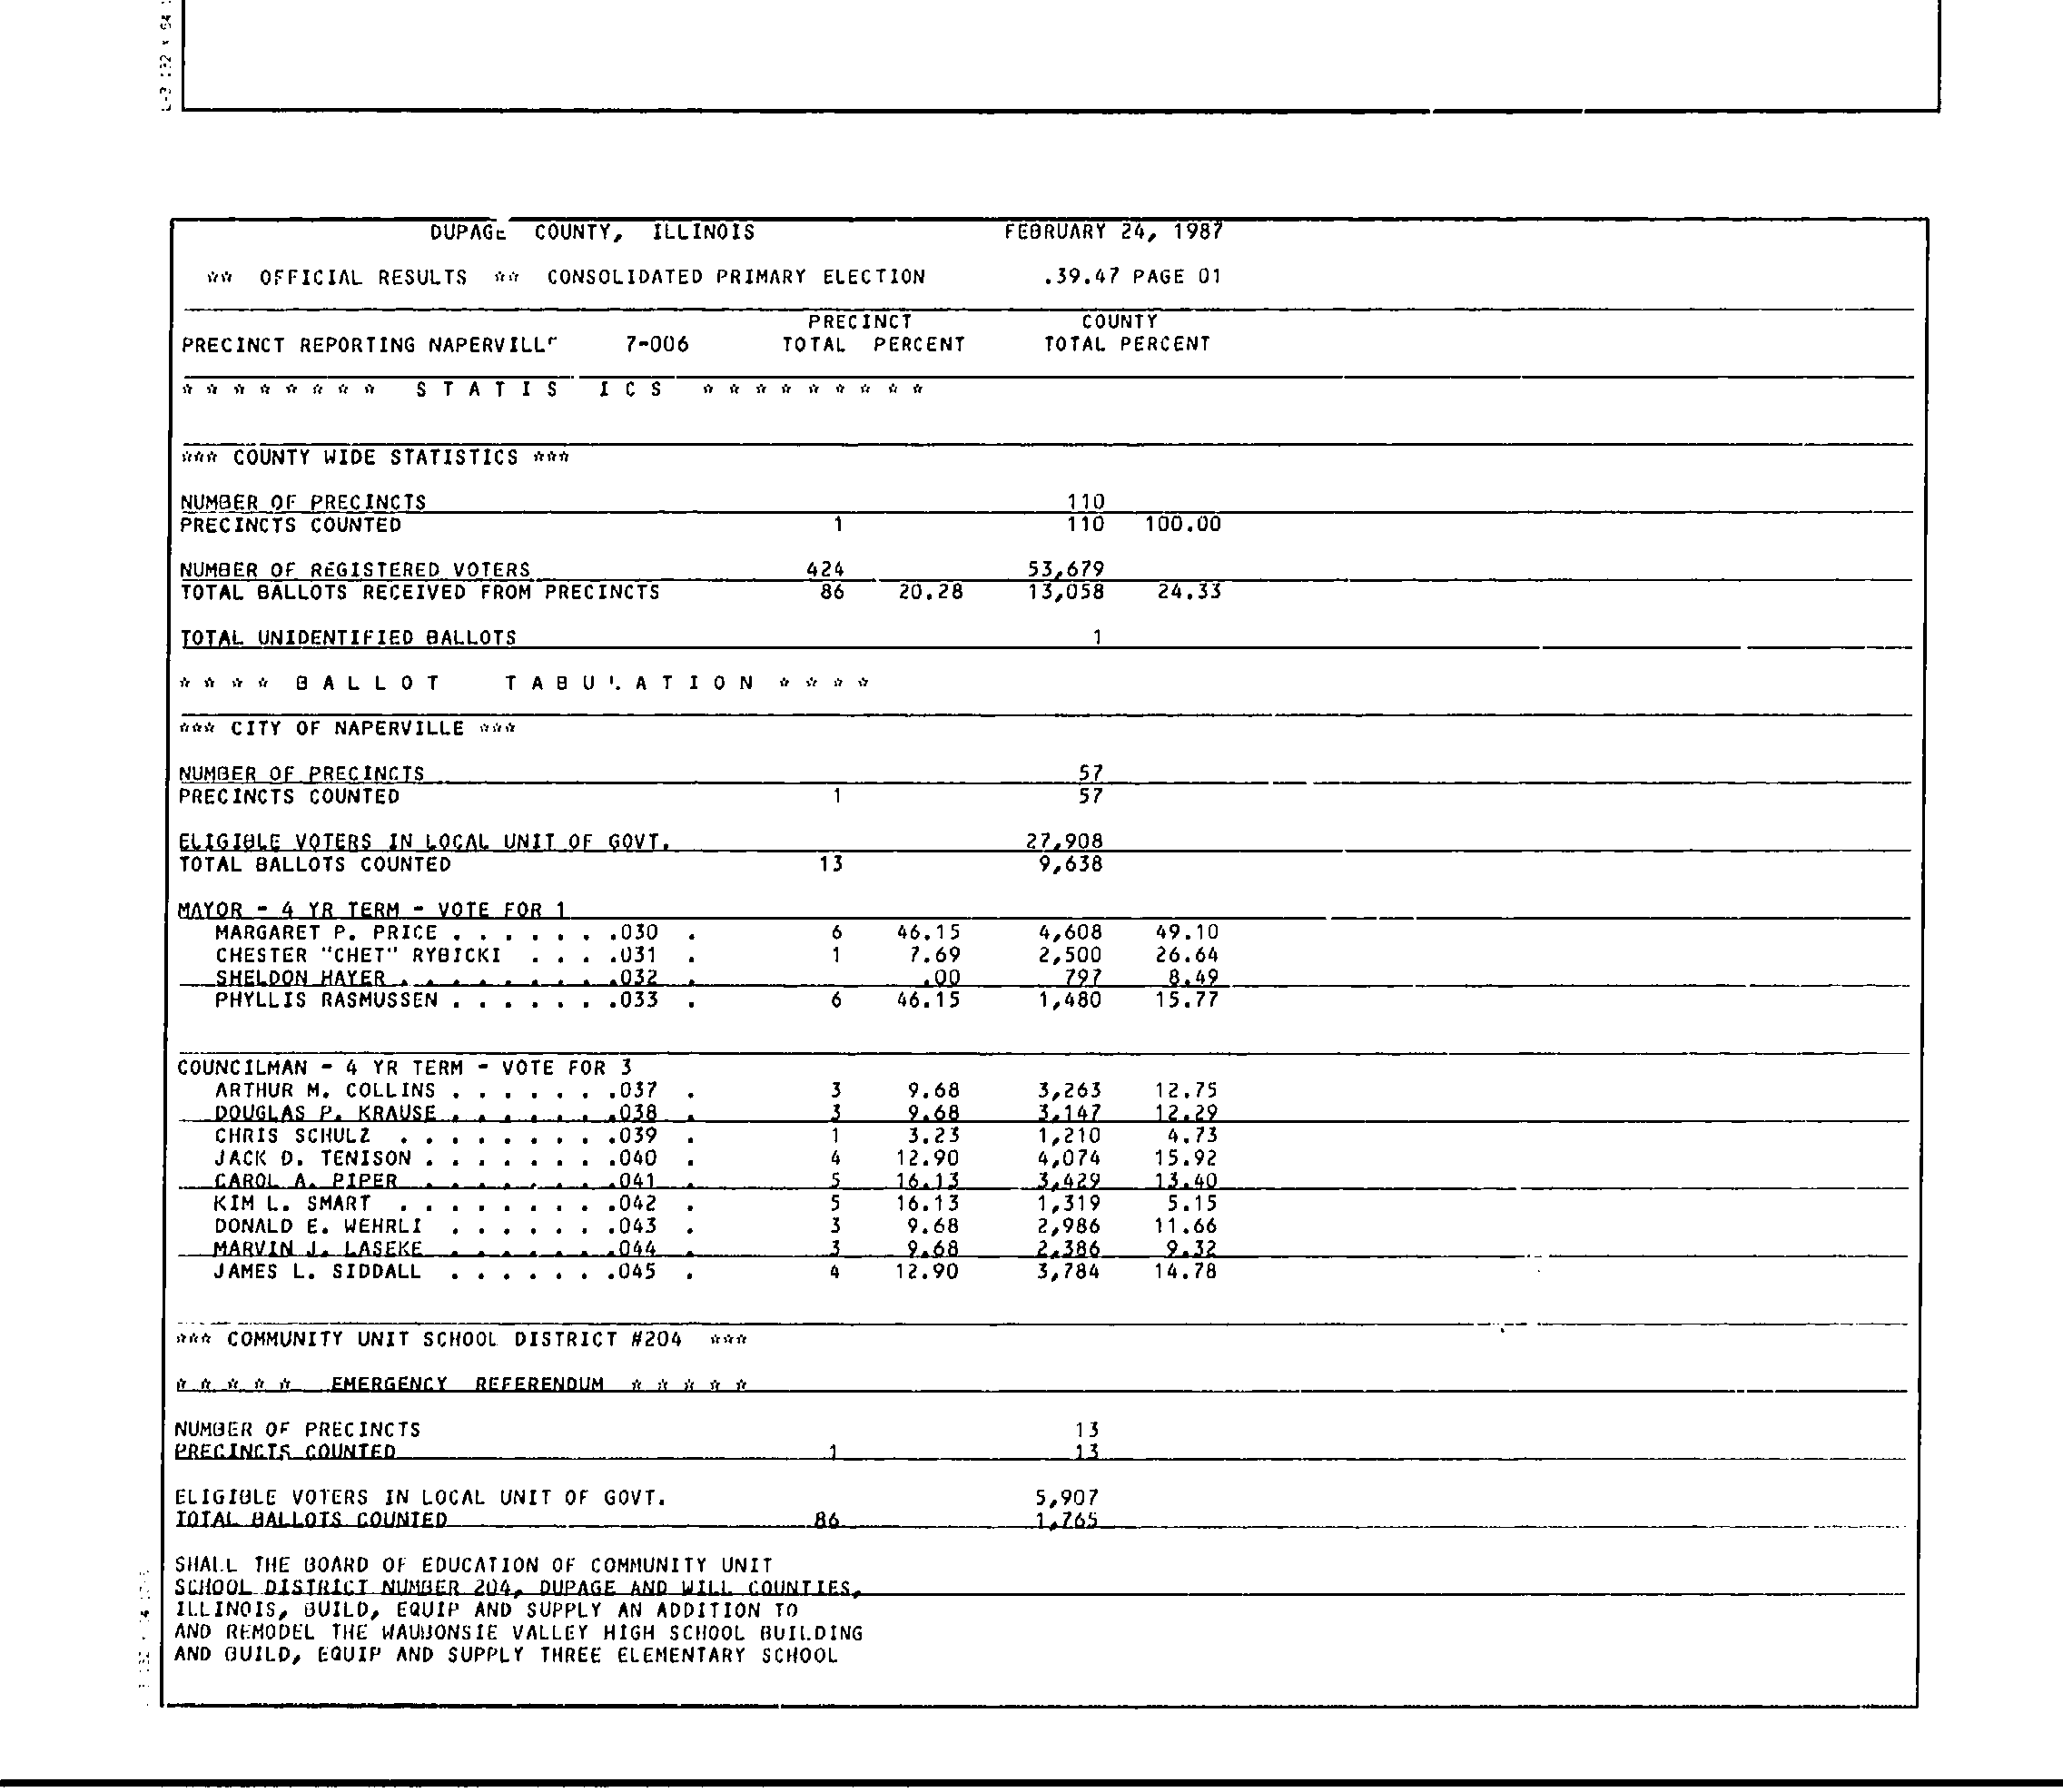 DUPAGE COUNTY, ILLINOIS FEBRUARY 24, 1987
** OFFICIAL RESULTS ** CONSOLIDATED PRIMARY ELECTION .39.47 PAGE 01
PRECINCT COUNTY
PRECINCT REPORTING NAPERVILL" 7-006 TOTAL PERCENT TOTAL PERCENT
* * * * * * * * S T A T I S I C S * * * * * * * * *
*** COUNTY WIDE STATISTICS ***
NUMBER OF PRECINCTS 110
PRECINCTS COUNTED 1 110 100.00
NUMBER OF REGISTERED VOTERS 424 53,679
TOTAL BALLOTS RECEIVED FROM PRECINCTS 86 20.28 13,058 24.33
TOTAL UNIDENTIFIED BALLOTS 1
* * * * B A L L O T T A B U L A T I O N * * * *
*** CITY OF NAPERVILLE ***
NUMBER OF PRECINCTS 57
PRECINCTS COUNTED 1 57
ELIGIBLE VOTERS IN LOCAL UNIT OF GOVT. 27,908
TOTAL BALLOTS COUNTED 13 9,638
MAYOR - 4 YR TERM - VOTE FOR 1
MARGARET P. PRICE . . . . . . .030 . 6 46.15 4,608 49.10
CHESTER "CHET" RYBICKI . . . .031 . 1 7.69 2,500 26.64
SHELDON HAYER . . . . . . . . .032 . .00 797 8.49
PHYLLIS RASMUSSEN . . . . . . .033 . 6 46.15 1,480 15.77
COUNCILMAN - 4 YR TERM - VOTE FOR 3
ARTHUR M. COLLINS . . . . . . .037 . 3 9.68 3,263 12.75
DOUGLAS P. KRAUSE . . . . . . .038 . 3 9.68 3,147 12.29
CHRIS SCHULZ . . . . . . . . .039 . 1 3.23 1,210 4.73
JACK D. TENISON . . . . . . . .040 . 4 12.90 4,074 15.92
CAROL A. PIPER . . . . . . . .041 . 5 16.13 3,429 13.40
KIM L. SMART . . . . . . . . .042 . 5 16.13 1,319 5.15
DONALD E. WEHRLI . . . . . . .043 . 3 9.68 2,986 11.66
MARVIN J. LASEKE . . . . . . .044 . 3 9.68 2,386 9.32
JAMES L. SIDDALL . . . . . . .045 . 4 12.90 3,784 14.78
*** COMMUNITY UNIT SCHOOL DISTRICT #204 ***
* * * * * EMERGENCY REFERENDUM * * * * *
NUMBER OF PRECINCTS 13
PRECINCTS COUNTED 1 13
ELIGIBLE VOTERS IN LOCAL UNIT OF GOVT. 5,907
TOTAL BALLOTS COUNTED 86 1,765
SHALL THE BOARD OF EDUCATION OF COMMUNITY UNIT
SCHOOL DISTRICT NUMBER 204, DUPAGE AND WILL COUNTIES,
ILLINOIS, BUILD, EQUIP AND SUPPLY AN ADDITION TO
AND REMODEL THE WAUBONSIE VALLEY HIGH SCHOOL BUILDING
AND BUILD, EQUIP AND SUPPLY THREE ELEMENTARY SCHOOL